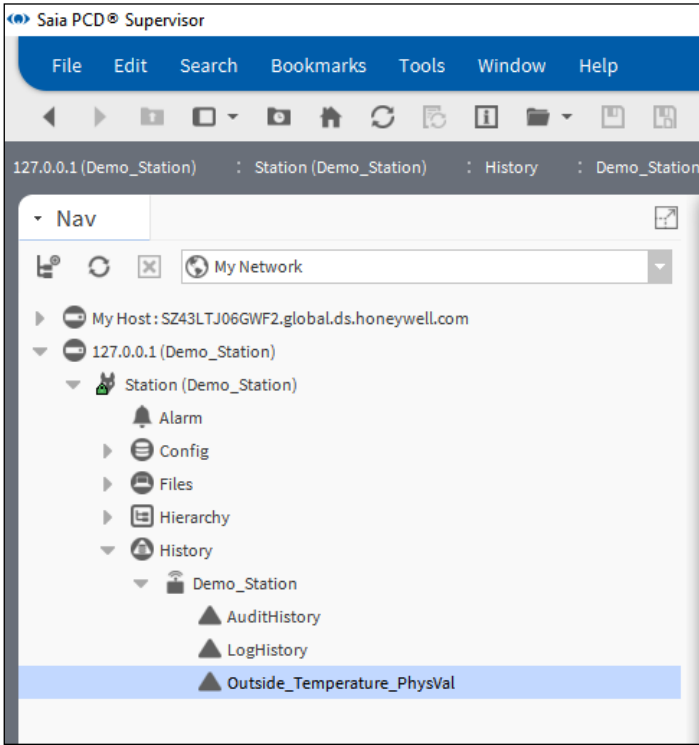 Saia PCD® Supervisor
File Edit Search Bookmarks Tools Window Help
127.0.0.1 (Demo_Station) : Station (Demo_Station) : History : Demo_Station
Nav
My Network
My Host : SZ43LTJ06GWF2.global.ds.honeywell.com
127.0.0.1 (Demo_Station)
Station (Demo_Station)
Alarm
Config
Files
Hierarchy
History
Demo_Station
AuditHistory
LogHistory
Outside_Temperature_PhysVal